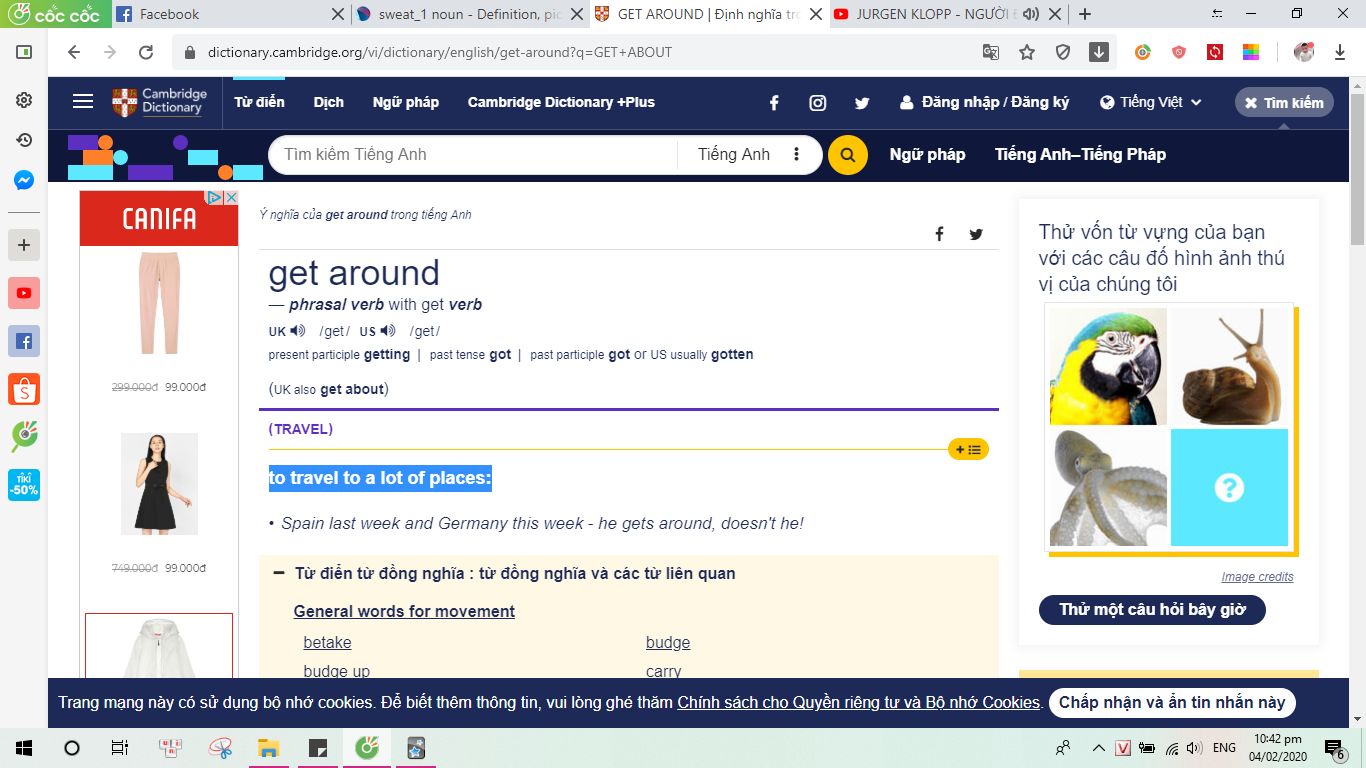 cốc cốc
Facebook
sweat_1 noun - Definition, pic
GET AROUND | Định nghĩa tro
JURGEN KLOPP - NGƯỜI
dictionary.cambridge.org/vi/dictionary/english/get-around?q=GET+ABOUT
Cambridge
Dictionary
Từ điển
Dịch
Ngữ pháp
Cambridge Dictionary +Plus
Đăng nhập / Đăng ký
Tiếng Việt
Tìm kiếm
Tìm kiếm Tiếng Anh
Tiếng Anh
Ngữ pháp
Tiếng Anh–Tiếng Pháp
CANIFA
299.000đ 99.000đ
749.000đ 99.000đ
Ý nghĩa của get around trong tiếng Anh
get around
— phrasal verb with get verb
UK /get/ US /get/
present participle getting | past tense got | past participle got or US usually gotten
(UK also get about)
(TRAVEL)
to travel to a lot of places:
• Spain last week and Germany this week - he gets around, doesn't he!
Từ điển từ đồng nghĩa : từ đồng nghĩa và các từ liên quan
General words for movement
betake
budge
budge up
carry
Thử vốn từ vựng của bạn
với các câu đố hình ảnh thú
vị của chúng tôi
?
Image credits
Thử một câu hỏi bây giờ
Trang mạng này có sử dụng bộ nhớ cookies. Để biết thêm thông tin, vui lòng ghé thăm Chính sách cho Quyền riêng tư và Bộ nhớ Cookies.
Chấp nhận và ẩn tin nhắn này
TIKI
-50%
V
ENG
10:42 pm
04/02/2020
6